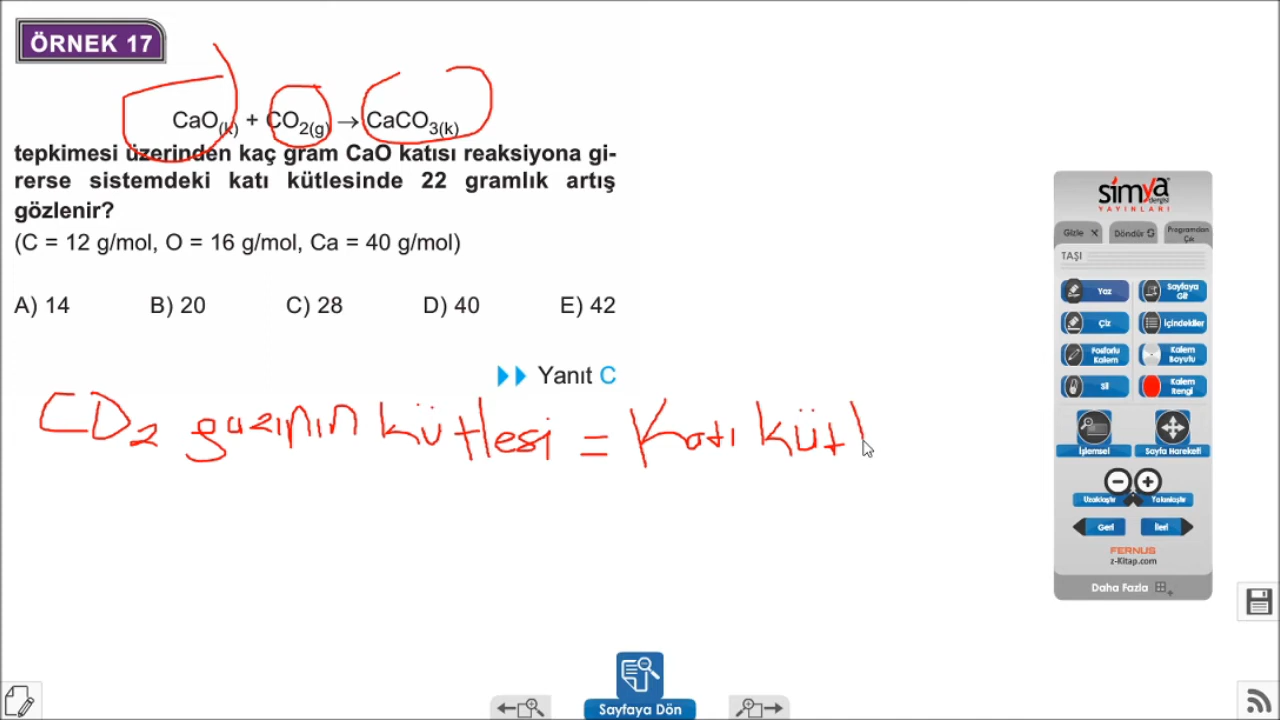 ÖRNEK 17
CaO(k) + CO2(g) → CaCO3(k)
tepkimesi üzerinden kaç gram CaO katısı reaksiyona gi-
rerse sistemdeki katı kütlesinde 22 gramlık artış
gözlenir?
(C = 12 g/mol, O = 16 g/mol, Ca = 40 g/mol)
A) 14 B) 20 C) 28 D) 40 E) 42
Yanıt C
CO2 gazının kütlesi = Katı kütl
simya
dergisi
YAYINLARI
Gizle Döndür Programdan Çık
TAŞI
Yaz Sayfaya Git
Çiz İçindekiler
Fosforlu Kalem Kalem Boyutu
Sil Kalem Rengi
İşlemsel Sayfa Hareketi
Uzaklaştır Yakınlaştır
Geri İleri
FERNUS
z-Kitap.com
Daha Fazla
Sayfaya Dön